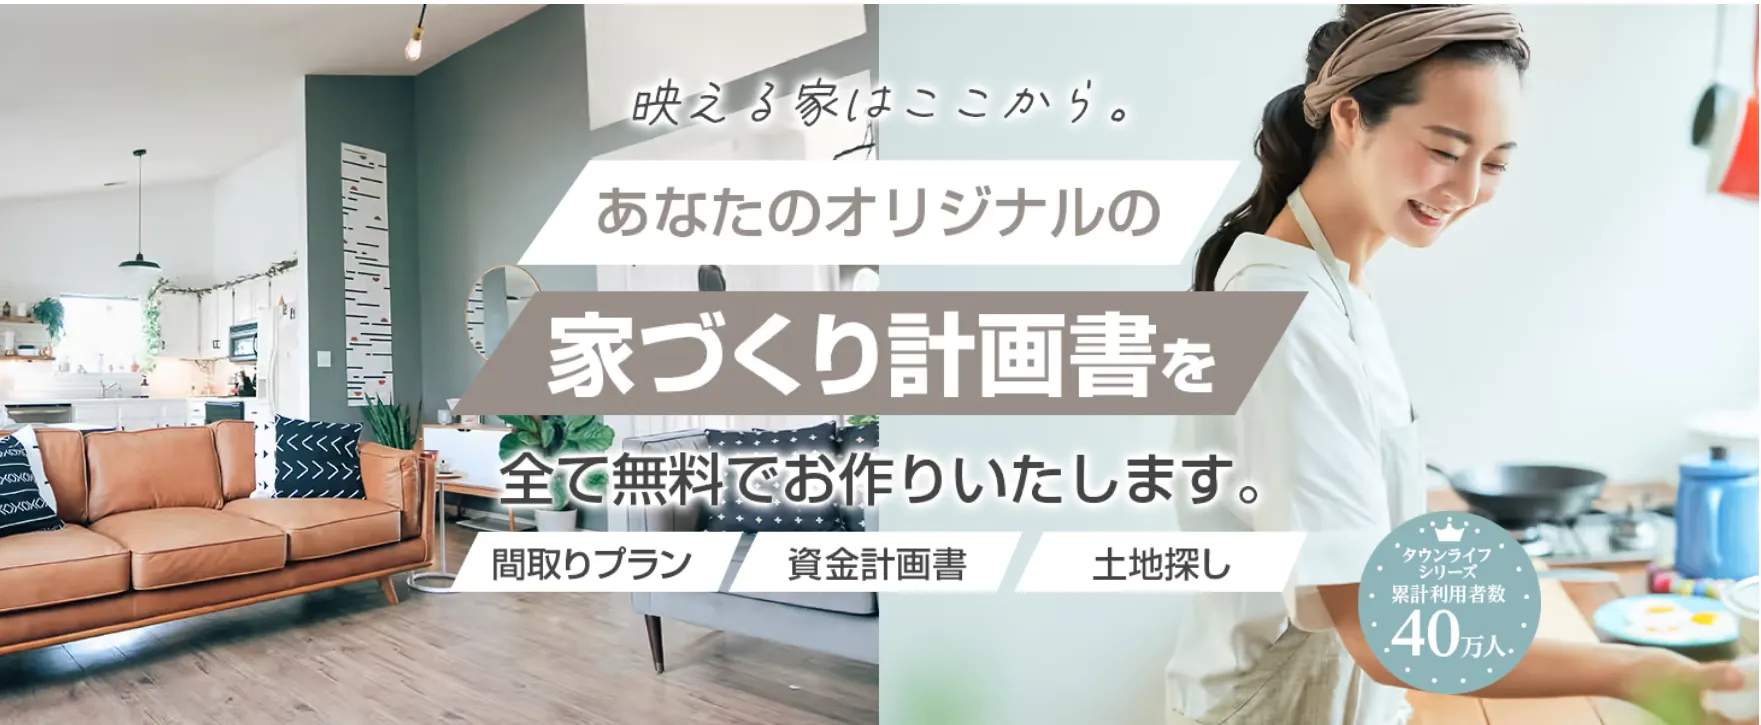 映える家はここから。
あなたのオリジナルの
家づくり計画書を
全て無料でお作りいたします。
間取りプラン
資金計画書
土地探し
タウンライフ
シリーズ
累計利用者数
40万人